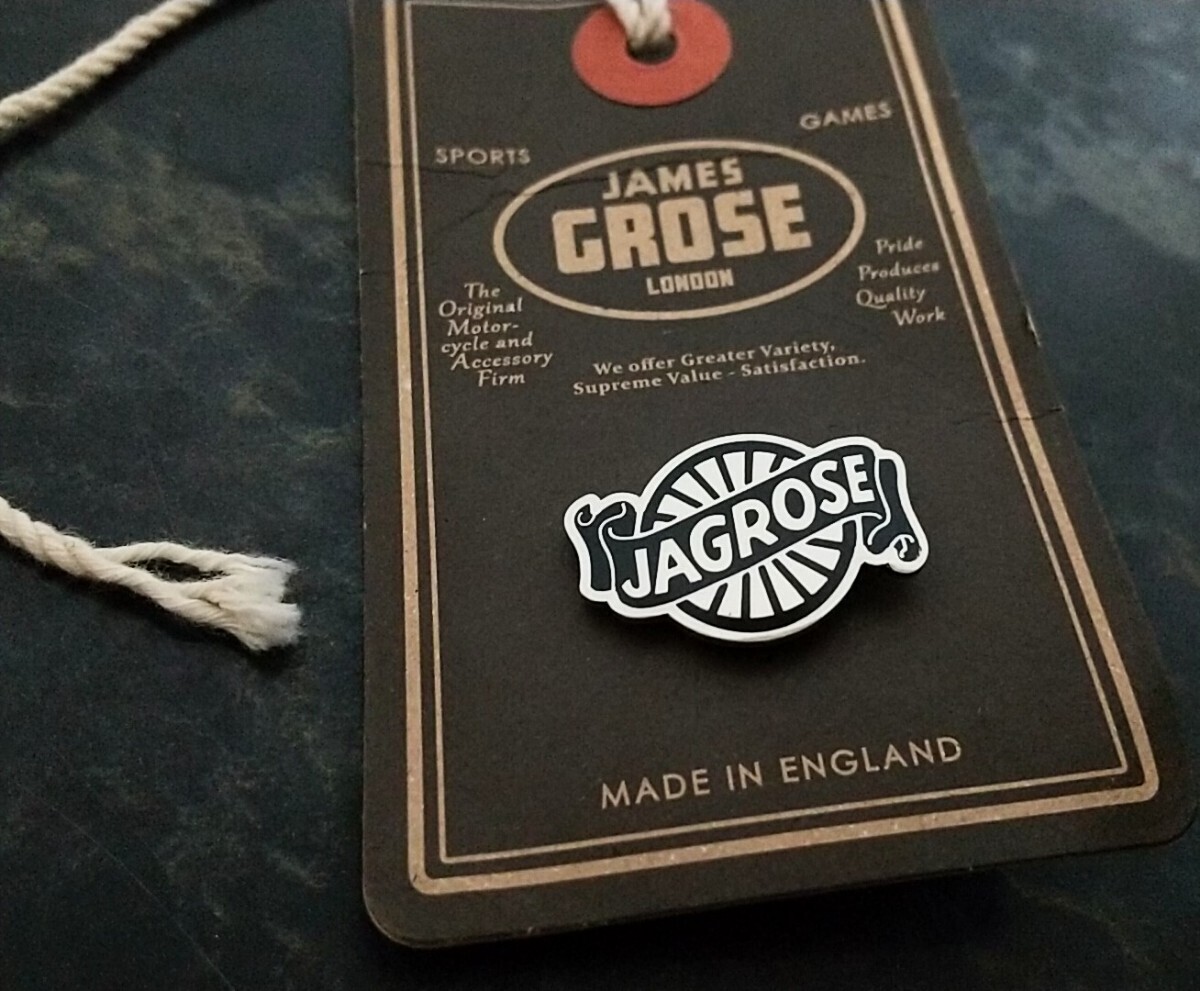 SPORTS
GAMES
JAMES
GROSE
LONDON
The
Original
Motor-
cycle and
Accessory
Firm
Pride
Produces
Quality
Work
We offer Greater Variety,
Supreme Value - Satisfaction.
JAGROSE
MADE IN ENGLAND